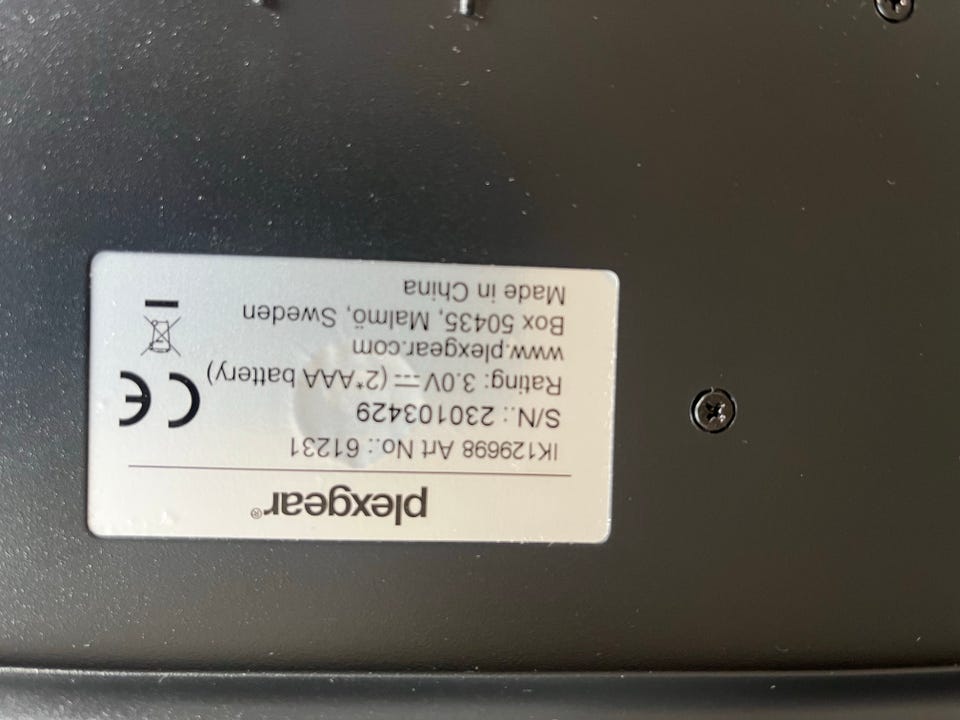 plexgear®
IK129698 Art No.: 61231
S/N.: 230103429
Rating: 3.0V ⎓ (2*AAA battery)
www.plexgear.com
Box 50435, Malmö, Sweden
Made in China
CE